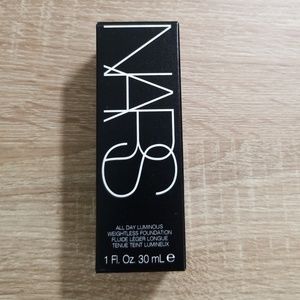 NARS
ALL DAY LUMINOUS
WEIGHTLESS FOUNDATION
FLUIDE LÉGER LONGUE
TENUE TEINT LUMINEUX
1 Fl. Oz. 30 mL ℮